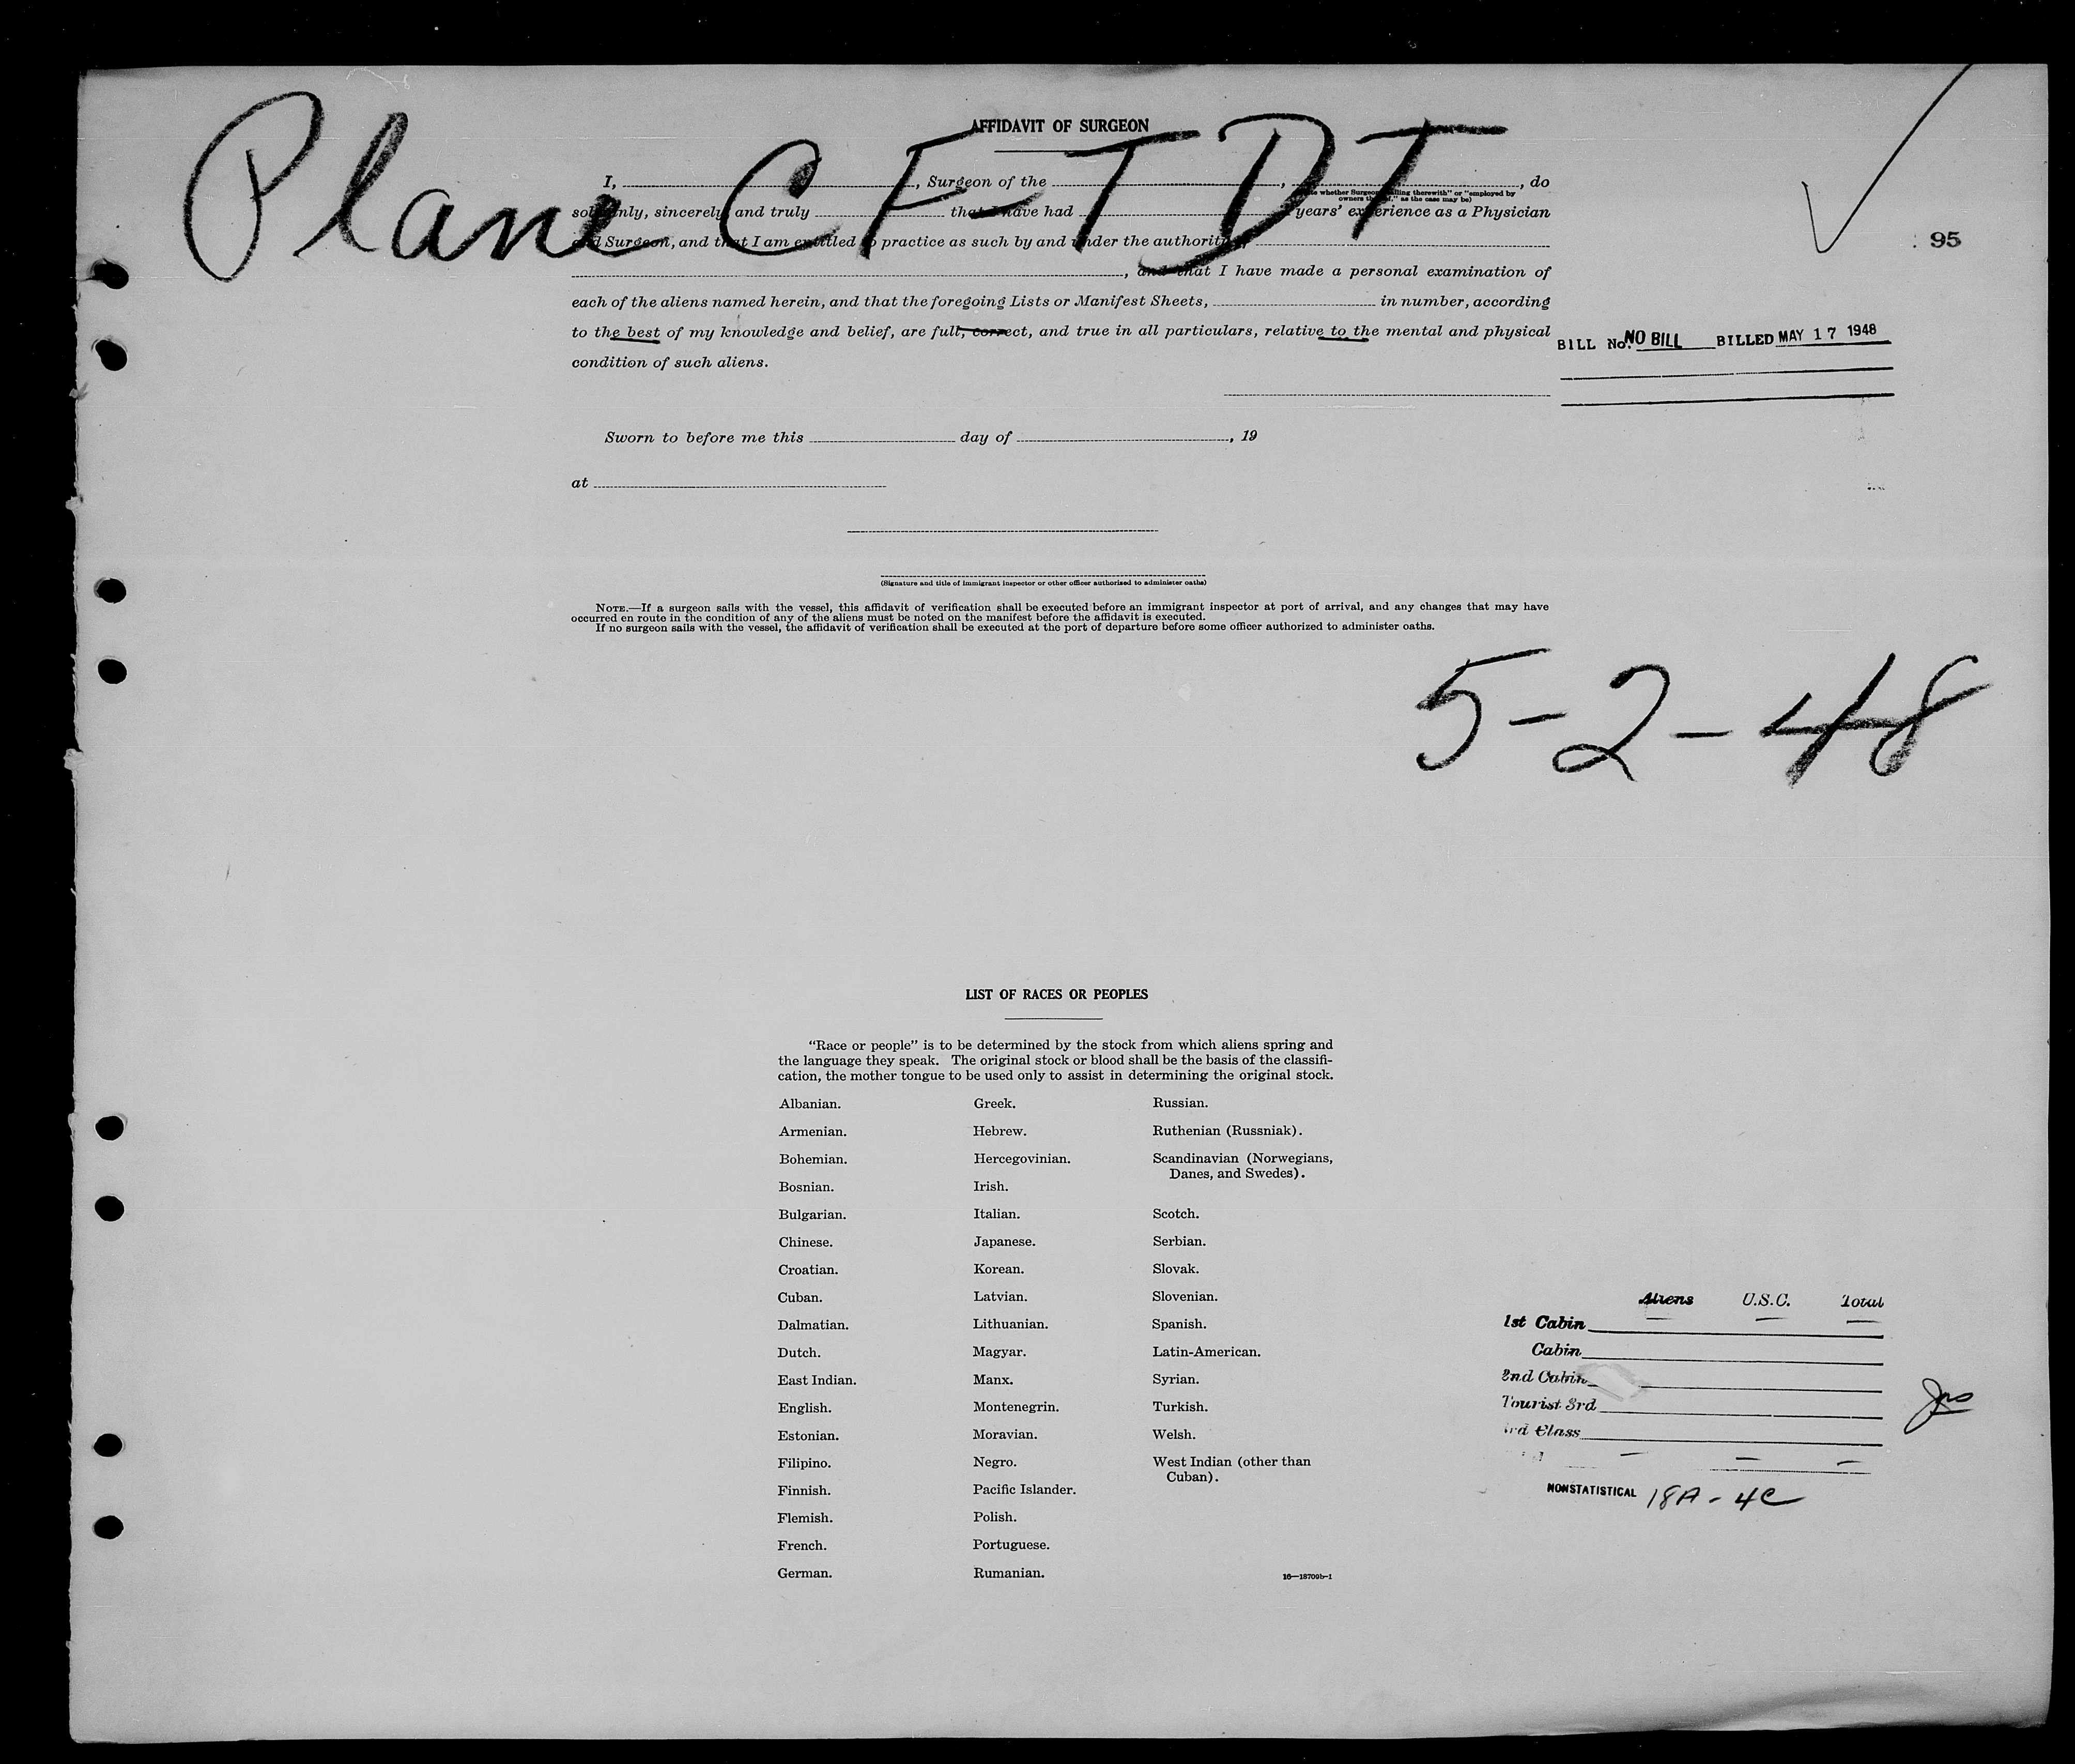 Plane CFTDT
AFFIDAVIT OF SURGEON
I, , Surgeon of the , , do
whether Surgeon sailing therewith" or "employed by
owners as the case may be)
solemnly, sincerely, and truly that I have had years' experience as a Physician
and Surgeon, and that I am entitled to practice as such by and under the authority
95
, and that I have made a personal examination of
each of the aliens named herein, and that the foregoing Lists or Manifest Sheets, in number, according
to the best of my knowledge and belief, are full, correct, and true in all particulars, relative to the mental and physical
condition of such aliens.
BILL No. NO BILL BILLED MAY 17 1948
Sworn to before me this day of , 19
at
(Signature and title of immigrant inspector or other officer authorized to administer oaths)
NOTE.—If a surgeon sails with the vessel, this affidavit of verification shall be executed before an immigrant inspector at port of arrival, and any changes that may have
occurred en route in the condition of any of the aliens must be noted on the manifest before the affidavit is executed.
If no surgeon sails with the vessel, the affidavit of verification shall be executed at the port of departure before some officer authorized to administer oaths.
5-2-48
LIST OF RACES OR PEOPLES
"Race or people" is to be determined by the stock from which aliens spring and
the language they speak. The original stock or blood shall be the basis of the classifi-
cation, the mother tongue to be used only to assist in determining the original stock.
Albanian. Greek. Russian.
Armenian. Hebrew. Ruthenian (Russniak).
Bohemian. Hercegovinian. Scandinavian (Norwegians,
Danes, and Swedes).
Bosnian. Irish.
Bulgarian. Italian. Scotch.
Chinese. Japanese. Serbian.
Croatian. Korean. Slovak.
Cuban. Latvian. Slovenian.
Dalmatian. Lithuanian. Spanish.
Dutch. Magyar. Latin-American.
East Indian. Manx. Syrian.
English. Montenegrin. Turkish.
Estonian. Moravian. Welsh.
Filipino. Negro. West Indian (other than
Cuban).
Finnish. Pacific Islander.
Flemish. Polish.
French. Portuguese.
German. Rumanian.
16—18709b-1
Aliens U.S.C. Total
1st Cabin
Cabin
2nd Cabin
Tourist 3rd
3rd Class
NONSTATISTICAL 18A - 4C